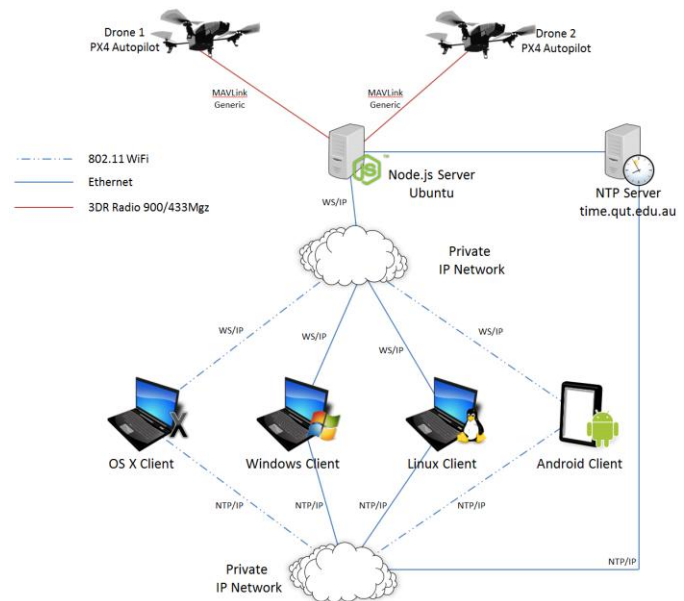 Drone 1
PX4 Autopilot
Drone 2
PX4 Autopilot
MAVLink
Generic
MAVLink
Generic
802.11 WiFi
Ethernet
3DR Radio 900/433Mgz
Node.js Server
Ubuntu
NTP Server
time.qut.edu.au
WS/IP
Private
IP Network
WS/IP
WS/IP
WS/IP
WS/IP
X
OS X Client
Windows Client
Linux Client
Android Client
NTP/IP
NTP/IP
NTP/IP
NTP/IP
NTP/IP
Private
IP Network